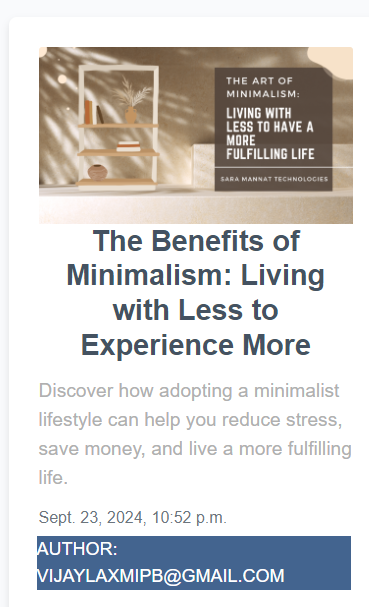 THE ART OF
MINIMALISM:
LIVING WITH
LESS TO HAVE A
MORE
FULFILLING LIFE
SARA MANNAT TECHNOLOGIES
The Benefits of
Minimalism: Living
with Less to
Experience More
Discover how adopting a minimalist
lifestyle can help you reduce stress,
save money, and live a more fulfilling
life.
Sept. 23, 2024, 10:52 p.m.
AUTHOR:
VIJAYLAXMIPB@GMAIL.COM